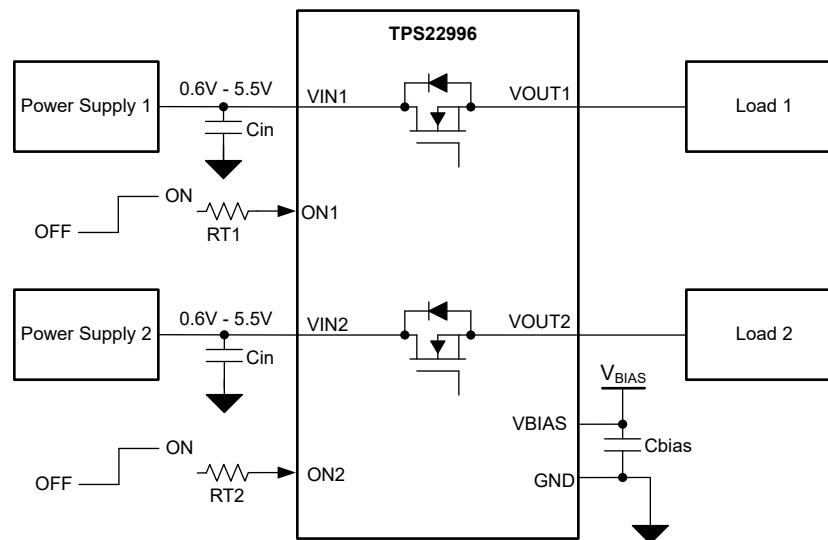 TPS22996
Power Supply 1
0.6V - 5.5V
VIN1
VOUT1
Load 1
Cin
ON
OFF
RT1
ON1
Power Supply 2
0.6V - 5.5V
VIN2
VOUT2
Load 2
Cin
VBIAS
VBIAS
Cbias
ON
OFF
RT2
ON2
GND